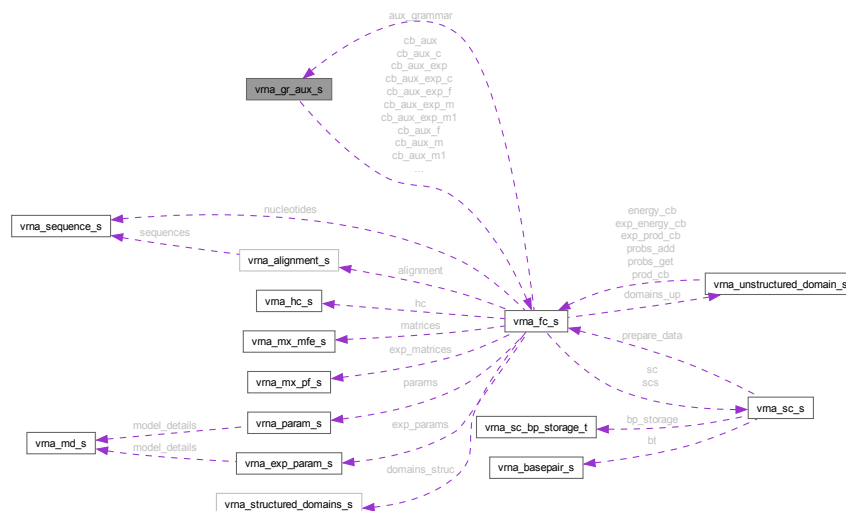 aux_grammar
cb_aux
cb_aux_c
cb_aux_exp
cb_aux_exp_c
cb_aux_exp_f
cb_aux_exp_m
cb_aux_exp_m1
cb_aux_f
cb_aux_m
cb_aux_m1
...
vrna_gr_aux_s
nucleotides
vrna_sequence_s
sequences
vrna_alignment_s
alignment
energy_cb
exp_energy_cb
exp_prod_cb
probs_add
probs_get
prod_cb
vrna_unstructured_domain_s
domains_up
vrna_hc_s
hc
vrna_fc_s
matrices
vrna_mx_mfe_s
prepare_data
exp_matrices
vrna_mx_pf_s
params
sc
scs
vrna_sc_s
vrna_param_s
model_details
vrna_md_s
model_details
exp_params
vrna_exp_param_s
vrna_sc_bp_storage_t
bp_storage
bt
vrna_basepair_s
domains_struc
vrna_structured_domains_s